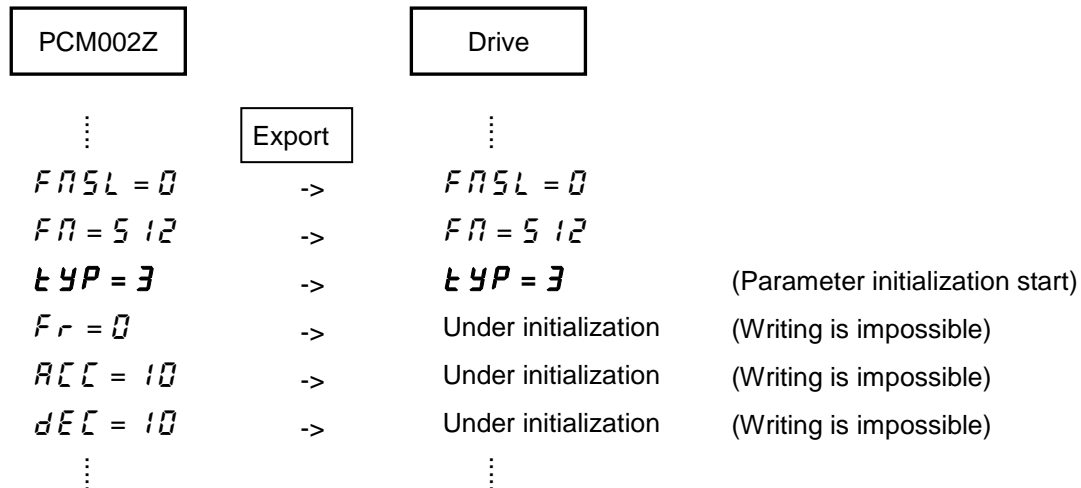 PCM002Z Drive
Export
FMSL = 0 -> FMSL = 0
FM = 512 -> FM = 512
tYP = 3 -> tYP = 3 (Parameter initialization start)
Fr = 0 -> Under initialization (Writing is impossible)
ACC = 10 -> Under initialization (Writing is impossible)
dEC = 10 -> Under initialization (Writing is impossible)